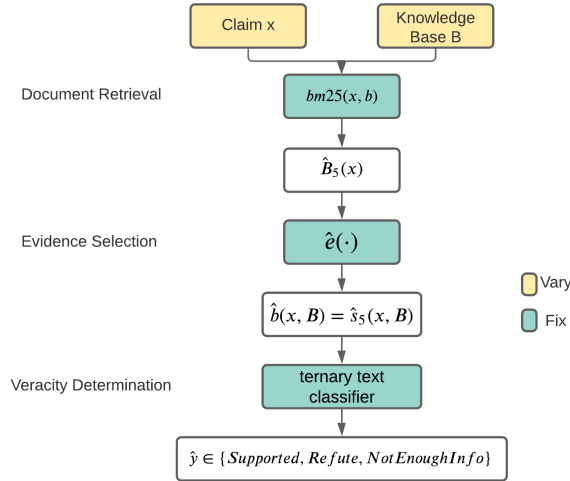 Claim x
Knowledge
Base B
Document Retrieval
bm25(x, b)
B̂₅(x)
Evidence Selection
ê(·)
b̂(x, B) = ŝ₅(x, B)
Vary
Fix
Veracity Determination
ternary text
classifier
ŷ ∈ {Supported, Refute, NotEnoughInfo}